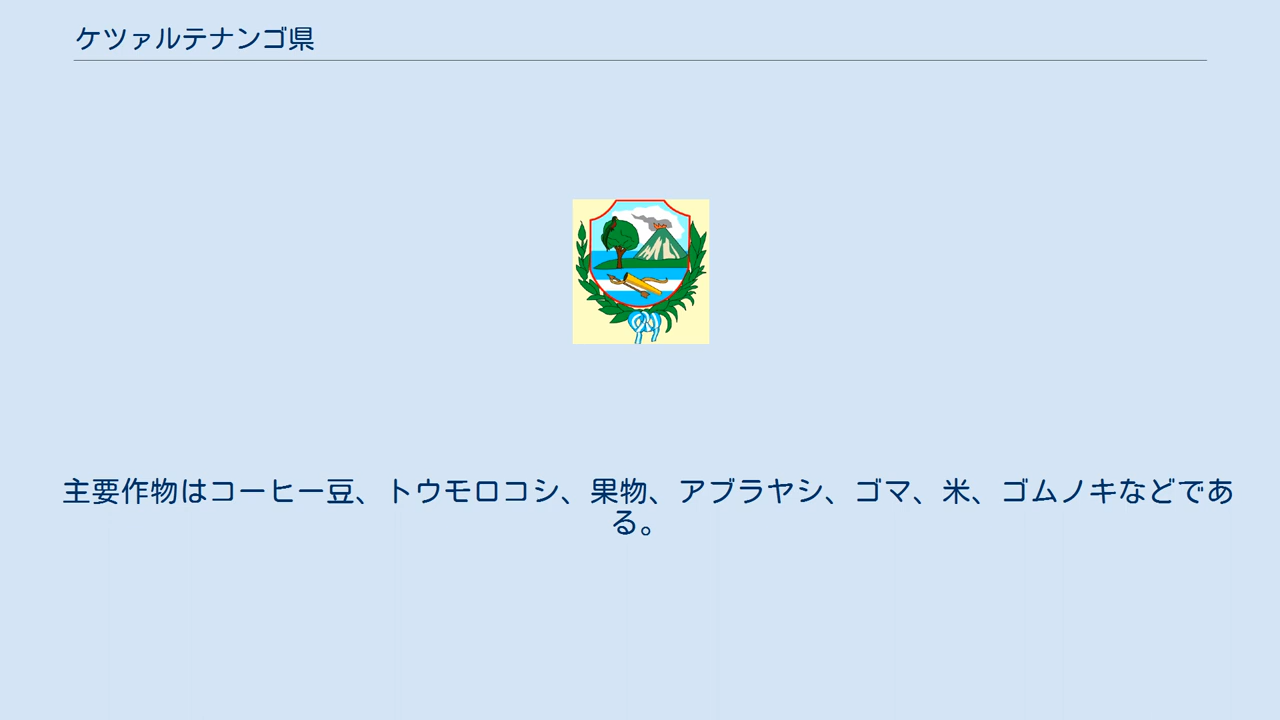 ケツァルテナンゴ県
主要作物はコーヒー豆、トウモロコシ、果物、アブラヤシ、ゴマ、米、ゴムノキなどであ
る。